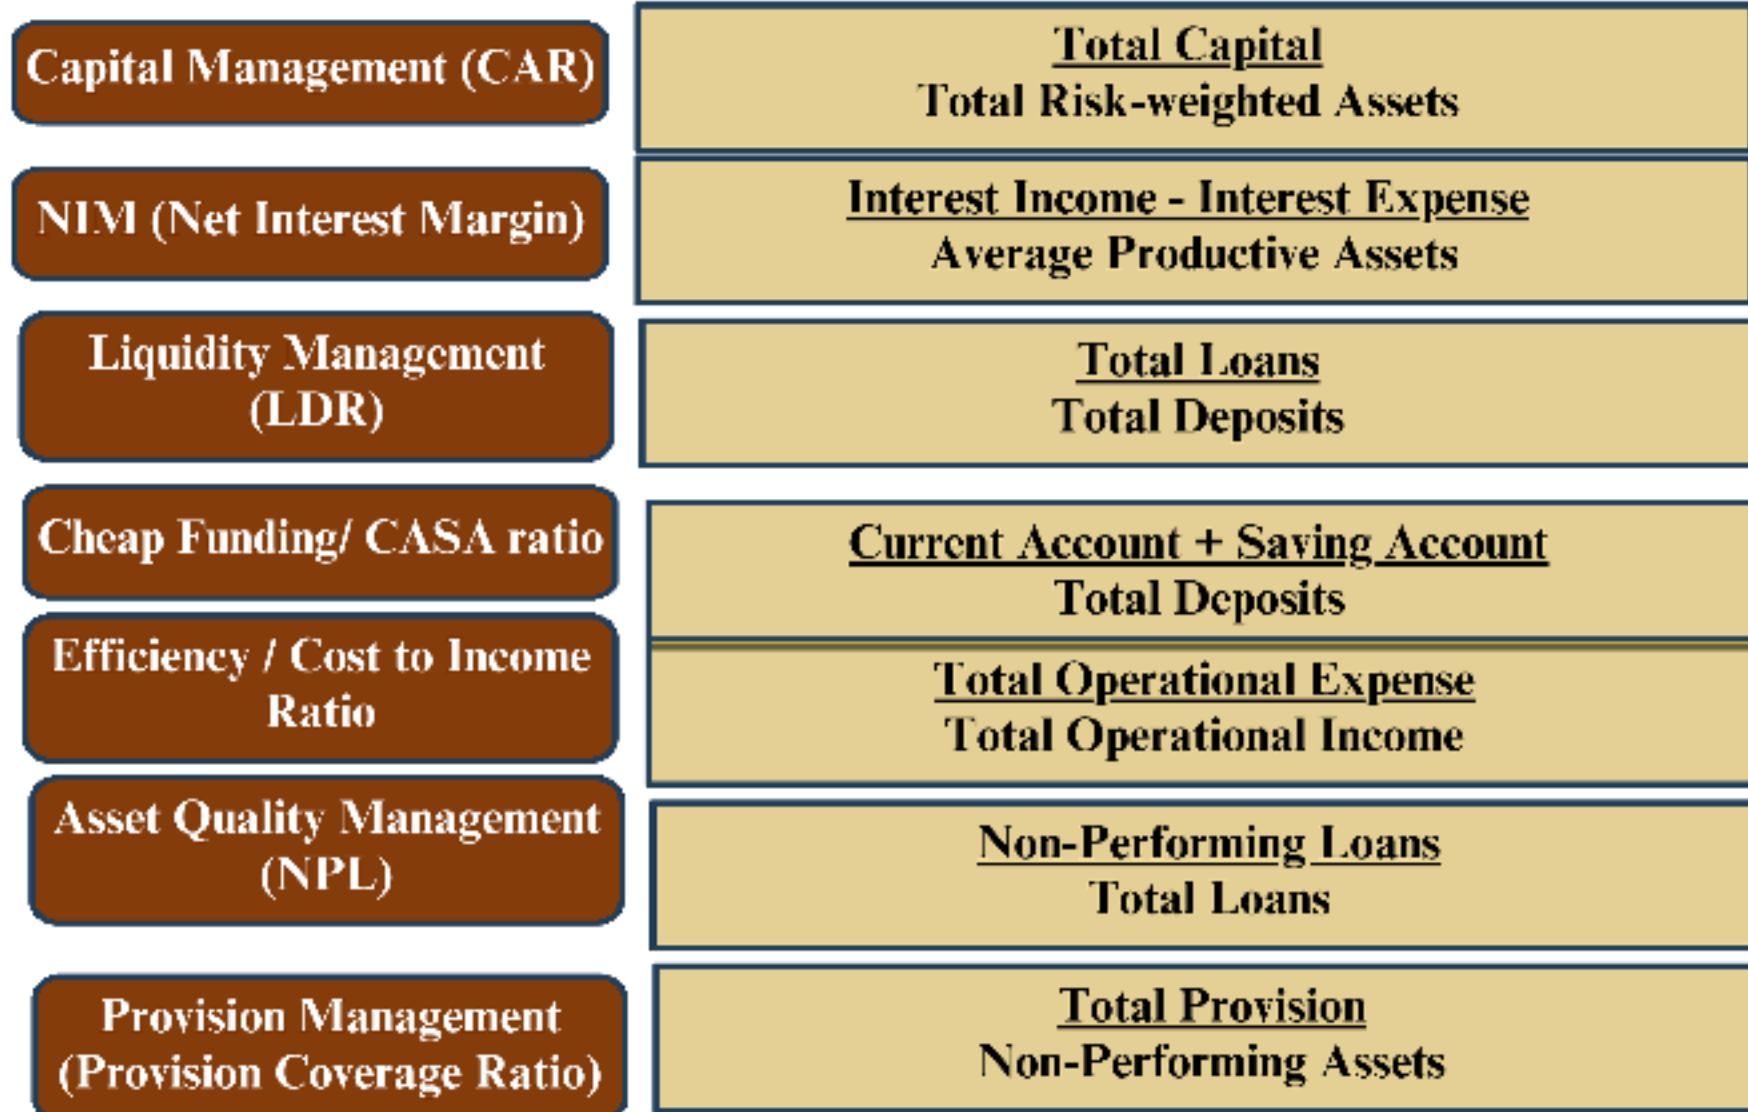 Capital Management (CAR)
Total Capital
Total Risk-weighted Assets
NIM (Net Interest Margin)
Interest Income - Interest Expense
Average Productive Assets
Liquidity Management
(LDR)
Total Loans
Total Deposits
Cheap Funding/ CASA ratio
Current Account + Saving Account
Total Deposits
Efficiency / Cost to Income
Ratio
Total Operational Expense
Total Operational Income
Asset Quality Management
(NPL)
Non-Performing Loans
Total Loans
Provision Management
(Provision Coverage Ratio)
Total Provision
Non-Performing Assets